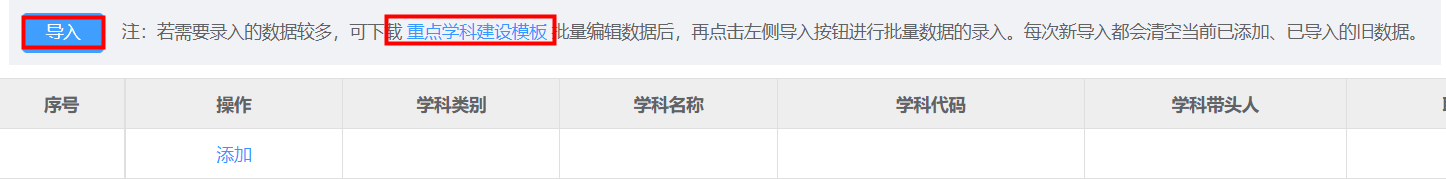 导入 注：若需要录入的数据较多，可下载 重点学科建设模板 批量编辑数据后，再点击左侧导入按钮进行批量数据的录入。每次新导入都会清空当前已添加、已导入的旧数据。
序号 操作 学科类别 学科名称 学科代码 学科带头人
添加